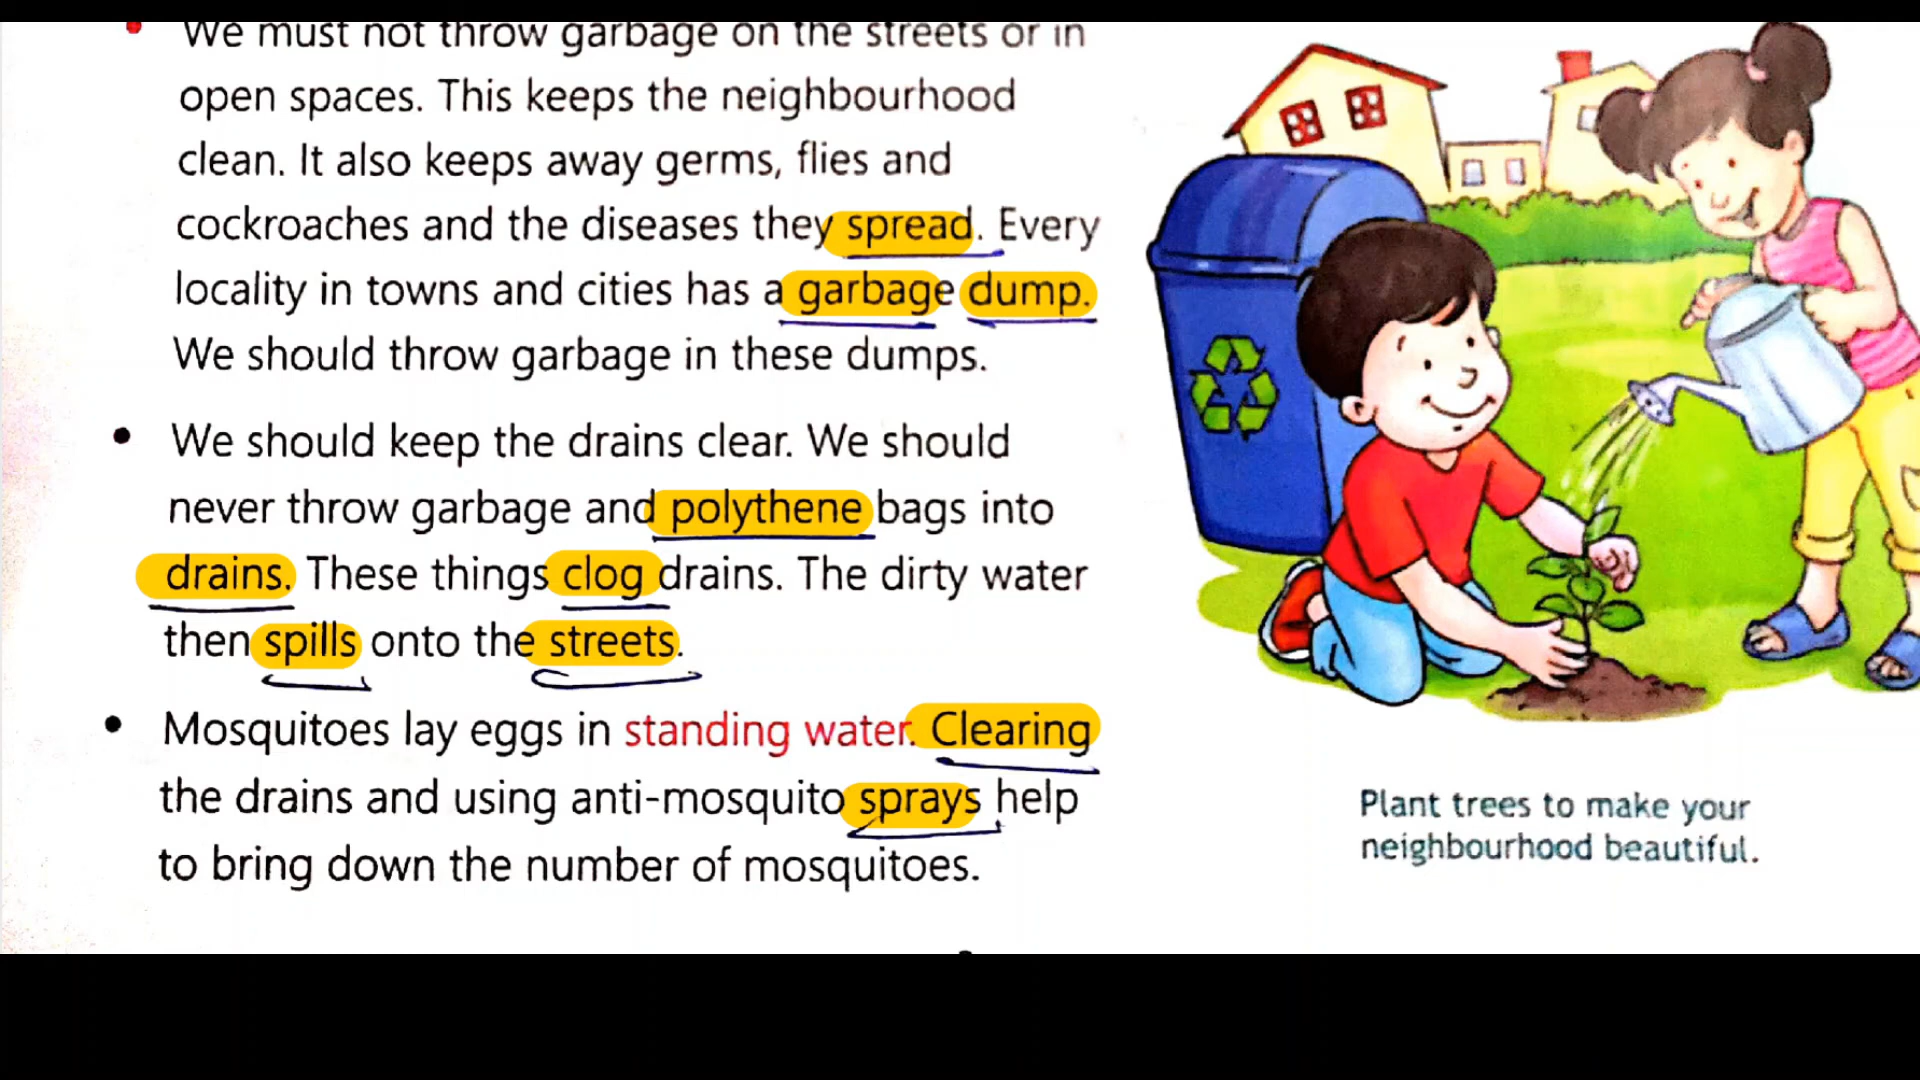 We must not throw garbage on the streets or in
open spaces. This keeps the neighbourhood
clean. It also keeps away germs, flies and
cockroaches and the diseases they spread. Every
locality in towns and cities has a garbage dump.
We should throw garbage in these dumps.
• We should keep the drains clear. We should
never throw garbage and polythene bags into
drains. These things clog drains. The dirty water
then spills onto the streets.
• Mosquitoes lay eggs in standing water. Clearing
the drains and using anti-mosquito sprays help
to bring down the number of mosquitoes.
Plant trees to make your
neighbourhood beautiful.